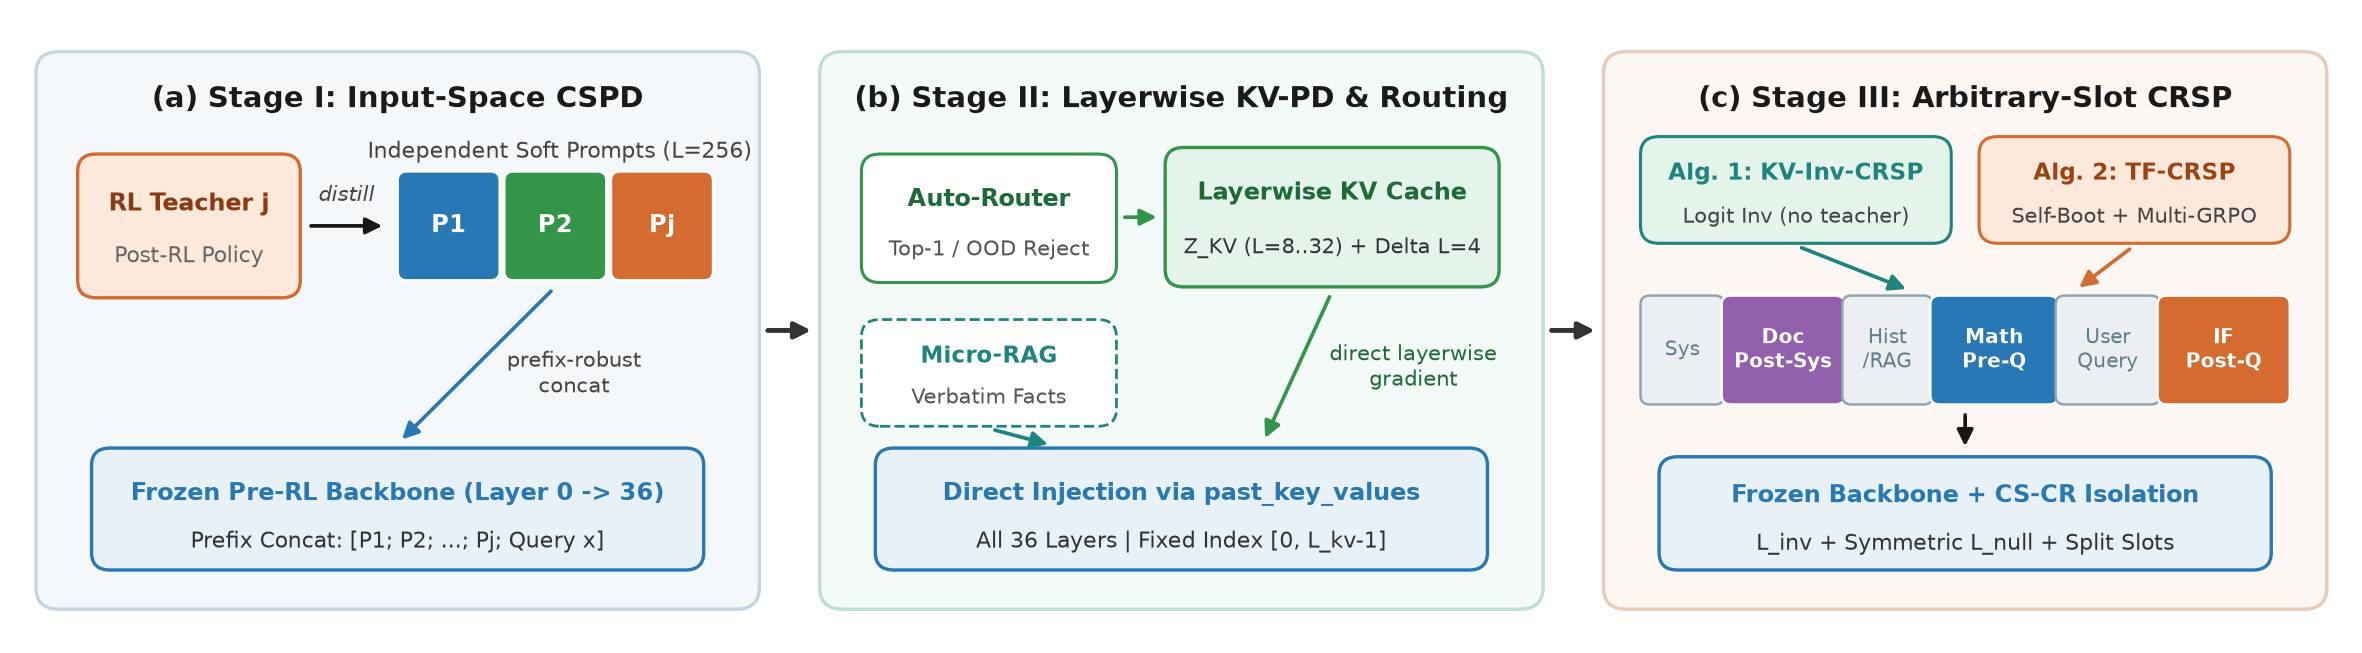 (a) Stage I: Input-Space CSPD
Independent Soft Prompts (L=256)
RL Teacher j
Post-RL Policy
distill
P1
P2
Pj
prefix-robust
concat
Frozen Pre-RL Backbone (Layer 0 -> 36)
Prefix Concat: [P1; P2; ...; Pj; Query x]
(b) Stage II: Layerwise KV-PD & Routing
Auto-Router
Top-1 / OOD Reject
Layerwise KV Cache
Z_KV (L=8..32) + Delta L=4
Micro-RAG
Verbatim Facts
direct layerwise
gradient
Direct Injection via past_key_values
All 36 Layers | Fixed Index [0, L_kv-1]
(c) Stage III: Arbitrary-Slot CRSP
Alg. 1: KV-Inv-CRSP
Logit Inv (no teacher)
Alg. 2: TF-CRSP
Self-Boot + Multi-GRPO
Sys
Doc
Post-Sys
Hist
/RAG
Math
Pre-Q
User
Query
IF
Post-Q
Frozen Backbone + CS-CR Isolation
L_inv + Symmetric L_null + Split Slots